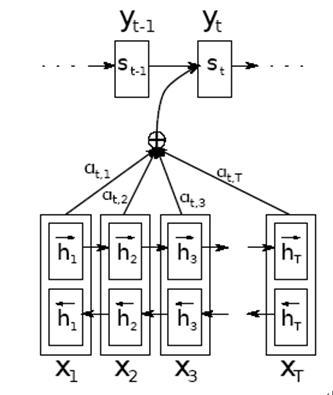 y_{t-1} y_t
. . . s_{t-1} s_t . . .
a_{t,1} a_{t,2} a_{t,3} a_{t,T}
\overrightarrow{h}_1 \overrightarrow{h}_2 \overrightarrow{h}_3 \overrightarrow{h}_T
\overleftarrow{h}_1 \overleftarrow{h}_2 \overleftarrow{h}_3 \overleftarrow{h}_T
x_1 x_2 x_3 x_T